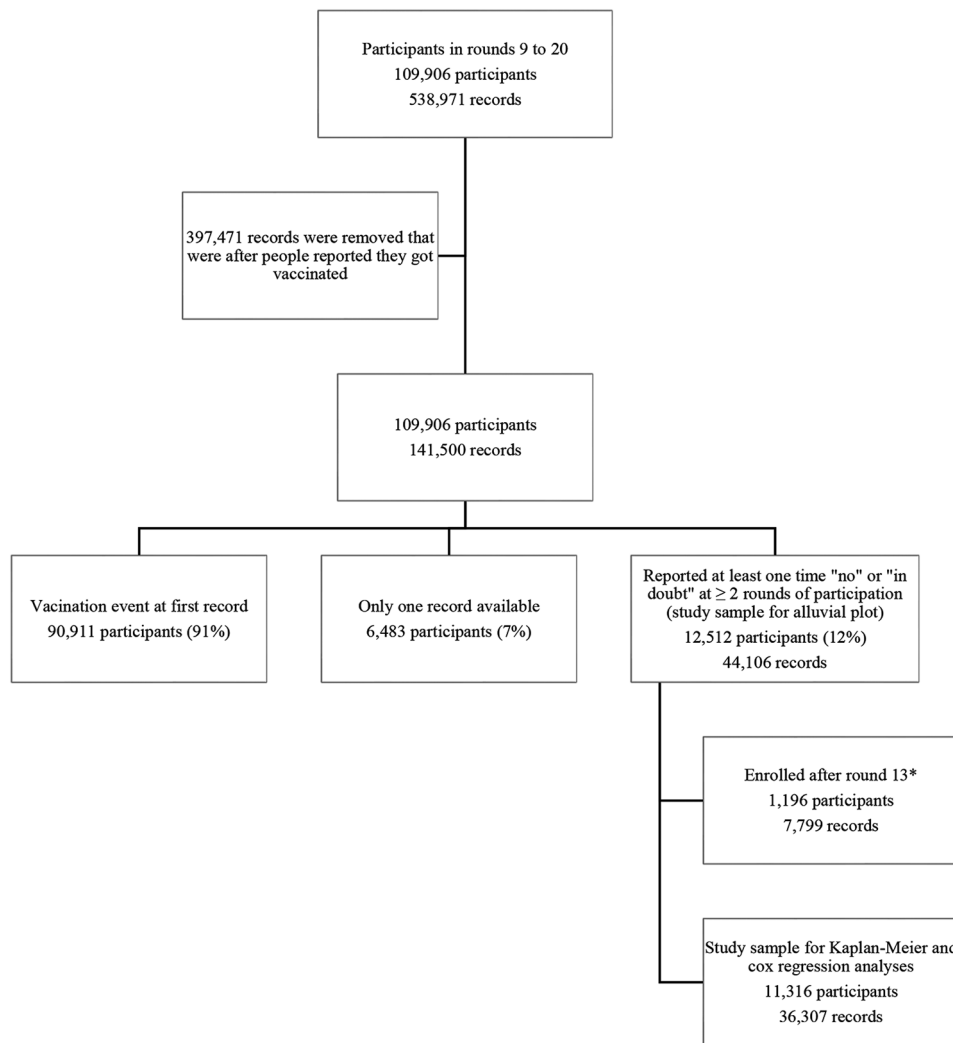 Participants in rounds 9 to 20
109,906 participants
538,971 records
397,471 records were removed that
were after people reported they got
vaccinated
109,906 participants
141,500 records
Vacination event at first record
90,911 participants (91%)
Only one record available
6,483 participants (7%)
Reported at least one time "no" or "in
doubt" at ≥ 2 rounds of participation
(study sample for alluvial plot)
12,512 participants (12%)
44,106 records
Enrolled after round 13*
1,196 participants
7,799 records
Study sample for Kaplan-Meier and
cox regression analyses
11,316 participants
36,307 records